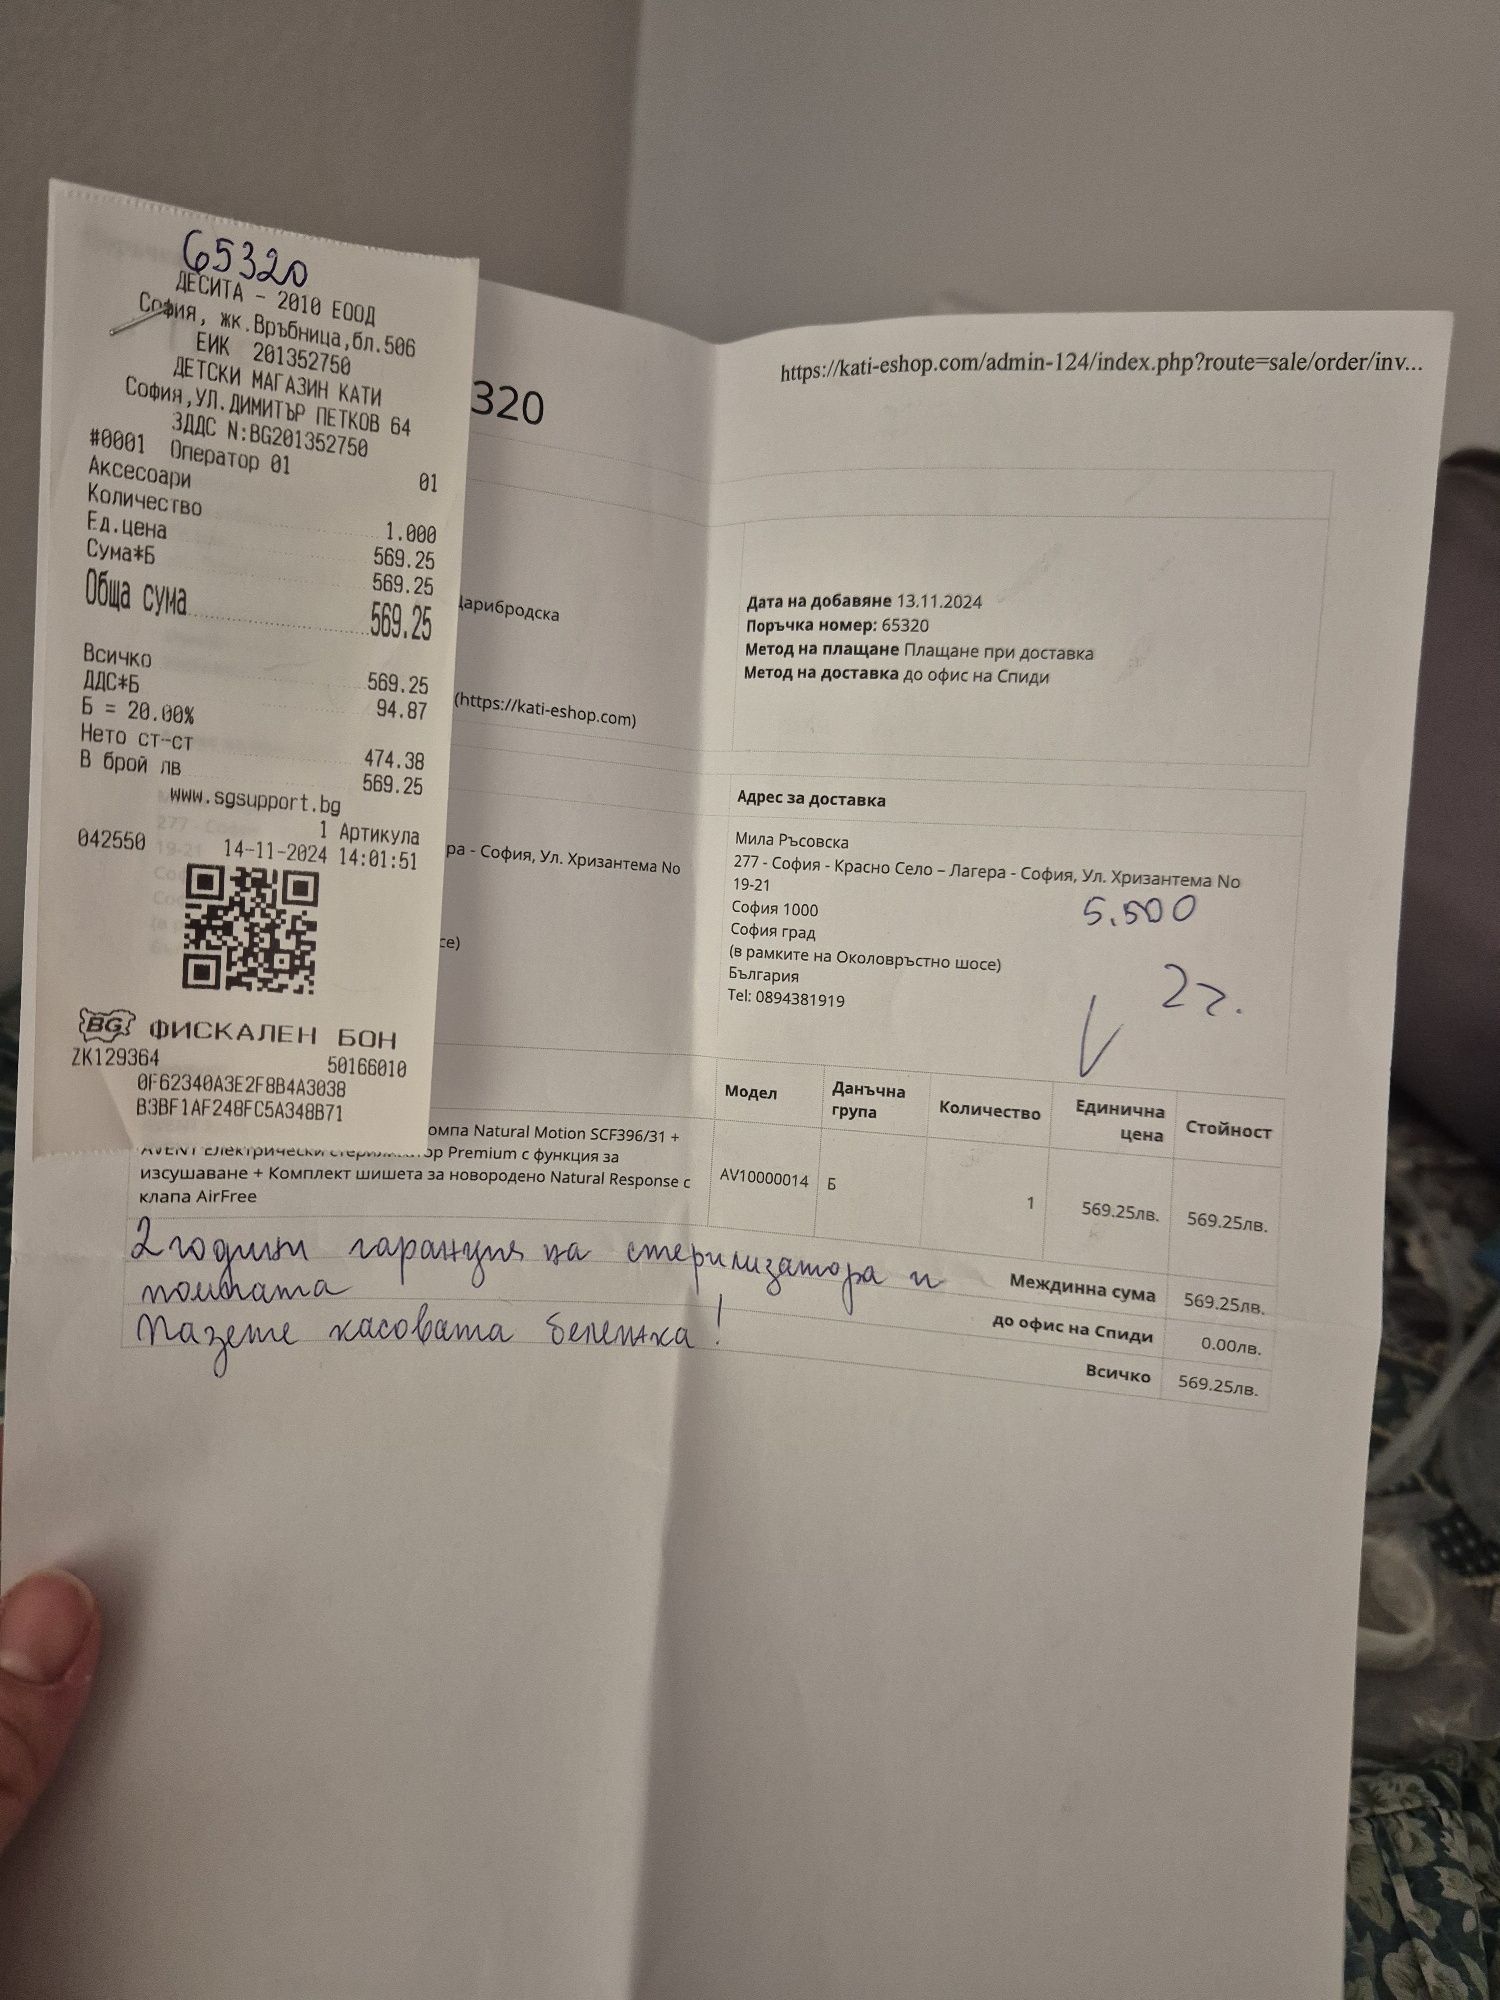 65320
ДЕСИТА - 2010 ЕООД
София, жк.Връбница,бл.506
ЕИК 201352750
ДЕТСКИ МАГАЗИН КАТИ
София,УЛ.ДИМИТЪР ПЕТКОВ 64
ЗДДС N:BG201352750
#0001 Оператор 01 01
Аксесоари
Количество 1.000
Ед.цена 569.25
Сума*Б 569.25
Обща сума 569.25
Всичко 569.25
ДДС*Б 94.87
Б = 20.00%
Нето ст-ст 474.38
В брой лв 569.25
www.sgsupport.bg
1 Артикула
042550 14-11-2024 14:01:51
BG ФИСКАЛЕН БОН
ZK129364 50166010
0F62340A3E2F8B4A3038
B3BF1AF248FC5A348B71
https://kati-eshop.com/admin-124/index.php?route=sale/order/inv...
320
Царибродска
(https://kati-eshop.com)
Дата на добавяне 13.11.2024
Поръчка номер: 65320
Метод на плащане Плащане при доставка
Метод на доставка до офис на Спиди
ра - София, Ул. Хризантема No
се)
Адрес за доставка
Мила Ръсовска
277 - София - Красно Село – Лагера - София, Ул. Хризантема No
19-21
София 1000
София град
(в рамките на Околовръстно шосе)
България
Tel: 0894381919
5.500
2г.
Модел Данъчна група Количество Единична цена Стойност
омпа Natural Motion SCF396/31 +
AVENT Електрически стерилизатор Premium с функция за
изсушаване + Комплект шишета за новородено Natural Response с
клапа AirFree
AV10000014 Б 1 569.25лв. 569.25лв.
Междинна сума 569.25лв.
до офис на Спиди 0.00лв.
Всичко 569.25лв.
2 години гаранция на стерилизатора и
помпата
Пазете касовата бележка!